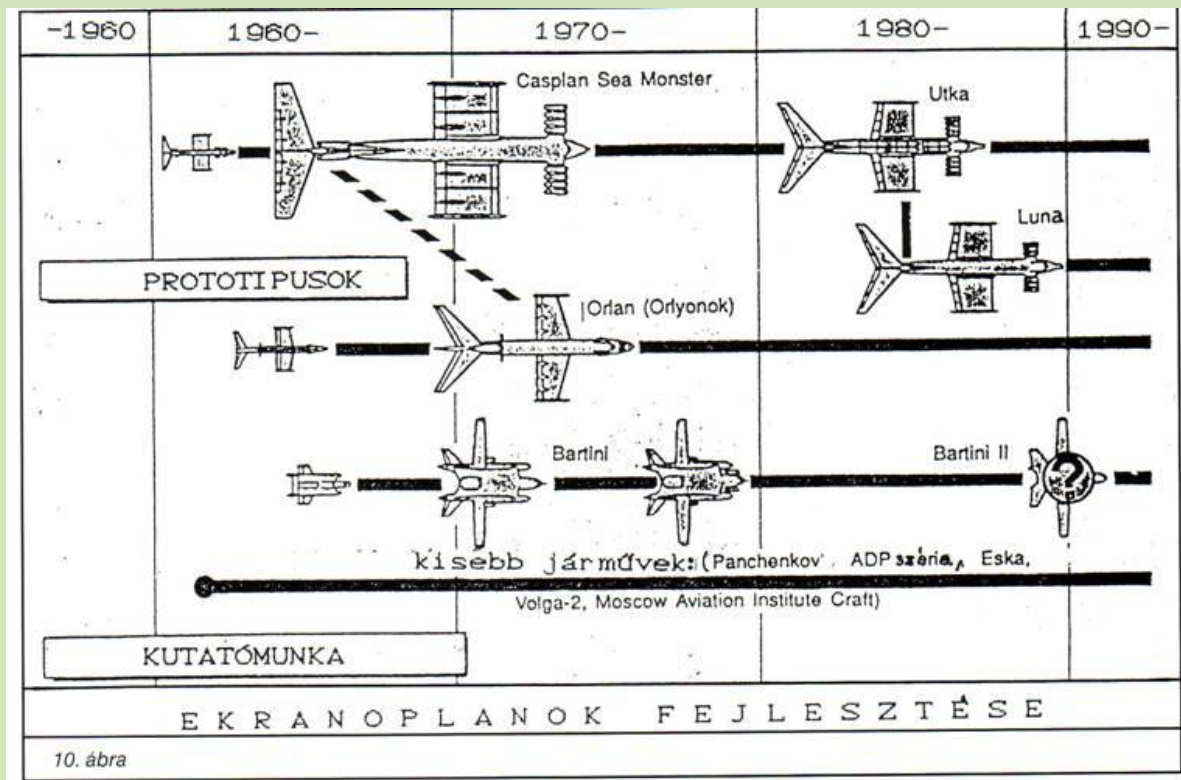 -1960 1960- 1970- 1980- 1990-
Casplan Sea Monster
Utka
Luna
PROTOTIPUSOK
Orlan (Orlyonok)
Bartini
Bartini II
?
kisebb járművek: (Panchenkov ADP széria, Eska,
Volga-2, Moscow Aviation Institute Craft)
KUTATÓMUNKA
EKRANOPLANOK FEJLESZTÉSE
10. ábra